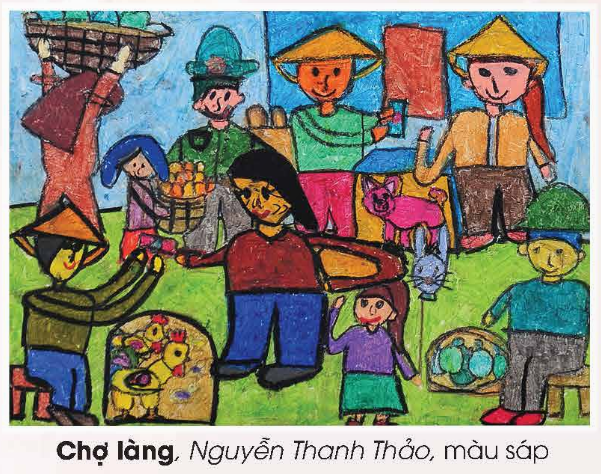 Chợ làng, Nguyễn Thanh Thảo, màu sáp